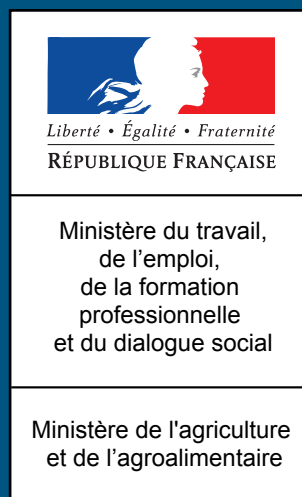 Liberté • Égalité • Fraternité
RÉPUBLIQUE FRANÇAISE
Ministère du travail,
de l’emploi,
de la formation
professionnelle
et du dialogue social
Ministère de l'agriculture
et de l’agroalimentaire